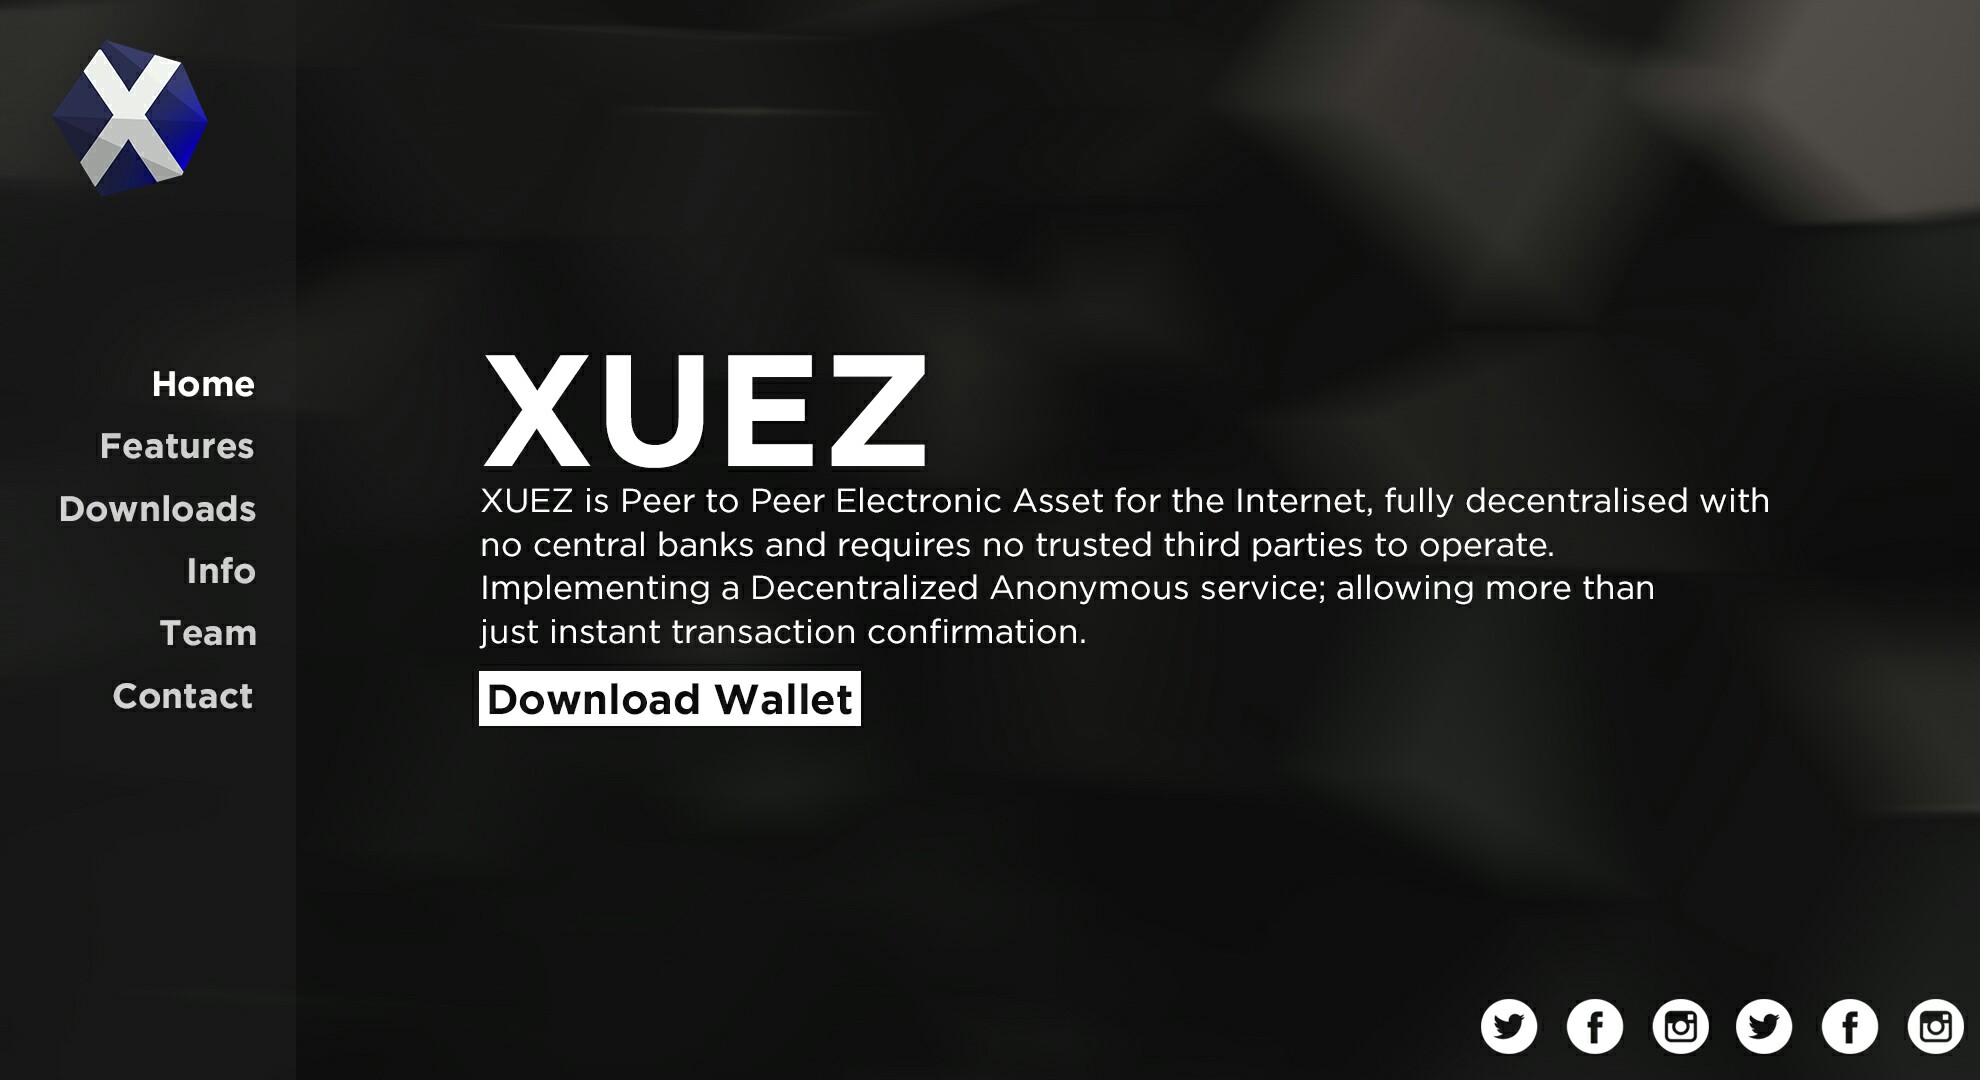 X
Home
Features
Downloads
Info
Team
Contact
XUEZ
XUEZ is Peer to Peer Electronic Asset for the Internet, fully decentralised with
no central banks and requires no trusted third parties to operate.
Implementing a Decentralized Anonymous service; allowing more than
just instant transaction confirmation.
Download Wallet